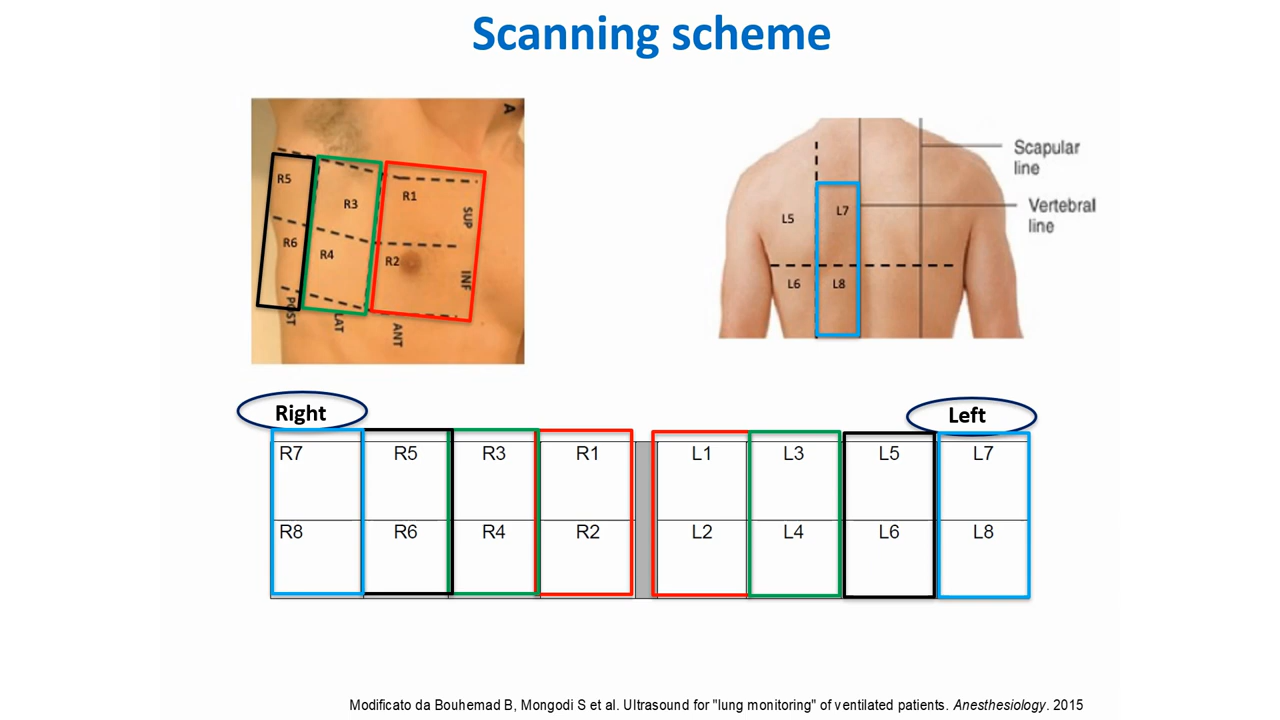 Scanning scheme
A
R5
R3
R1
SUP
R6
R4
R2
INF
POST
LAT
ANT
Scapular
line
Vertebral
line
L5
L7
L6
L8
Right
Left
R7 R5 R3 R1 L1 L3 L5 L7
R8 R6 R4 R2 L2 L4 L6 L8
Modificato da Bouhemad B, Mongodi S et al. Ultrasound for "lung monitoring" of ventilated patients. Anesthesiology. 2015